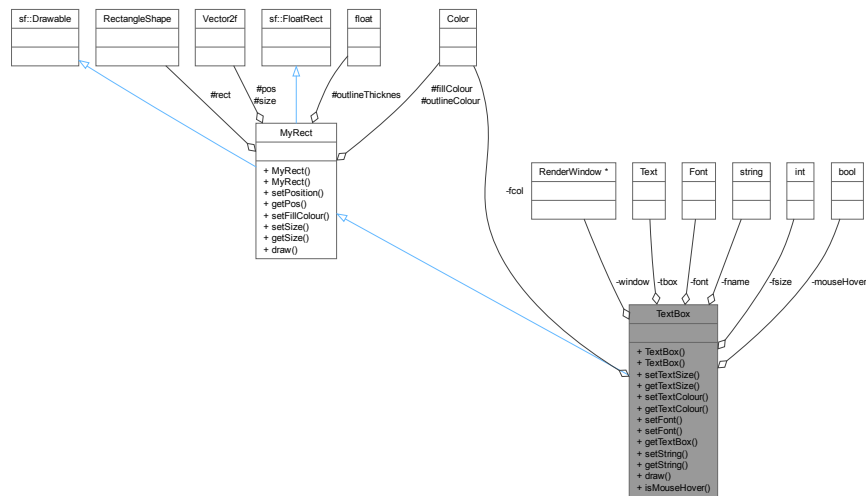 sf::Drawable
RectangleShape
Vector2f
sf::FloatRect
float
Color
#rect
#pos
#size
#outlineThicknes
#fillColour
#outlineColour
MyRect
+ MyRect()
+ MyRect()
+ setPosition()
+ getPos()
+ setFillColour()
+ setSize()
+ getSize()
+ draw()
-fcol
RenderWindow *
Text
Font
string
int
bool
-window
-tbox
-font
-fname
-fsize
-mouseHover
TextBox
+ TextBox()
+ TextBox()
+ setTextSize()
+ getTextSize()
+ setTextColour()
+ getTextColour()
+ setFont()
+ setFont()
+ getTextBox()
+ setString()
+ getString()
+ draw()
+ isMouseHover()